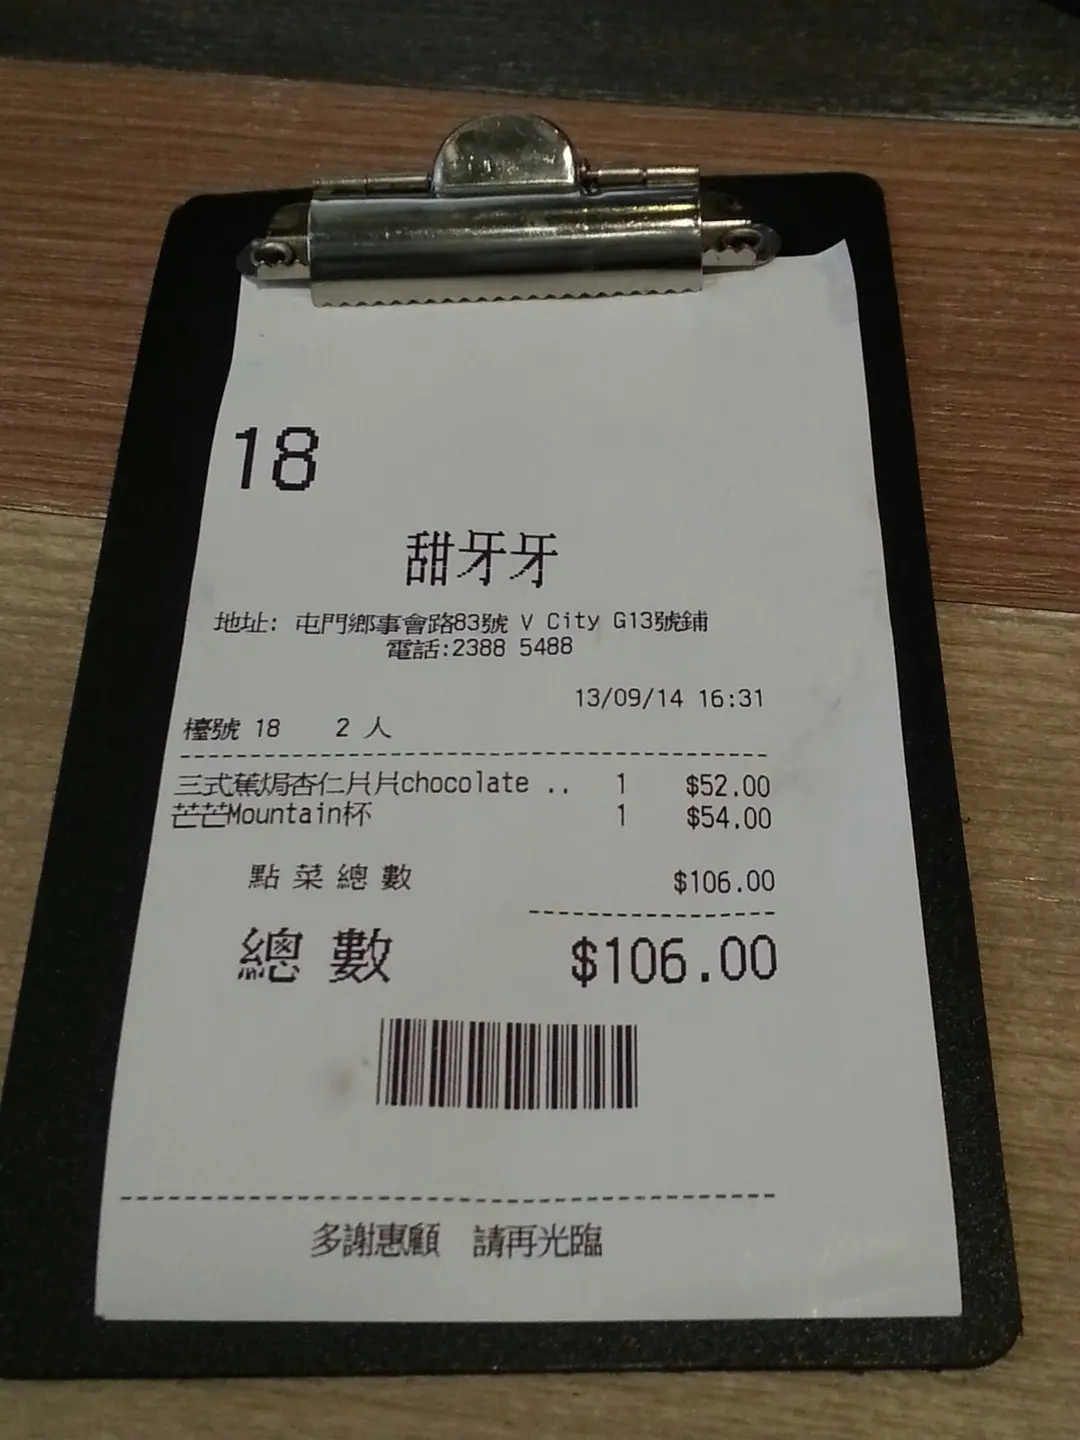 18
甜牙牙
地址: 屯門鄉事會路83號 V City G13號鋪
電話:2388 5488
13/09/14 16:31
檯號 18 2 人
三式蕉焗杏仁片片chocolate .. 1 $52.00
芒芒Mountain杯 1 $54.00
點菜總數 $106.00
總數 $106.00
多謝惠顧 請再光臨